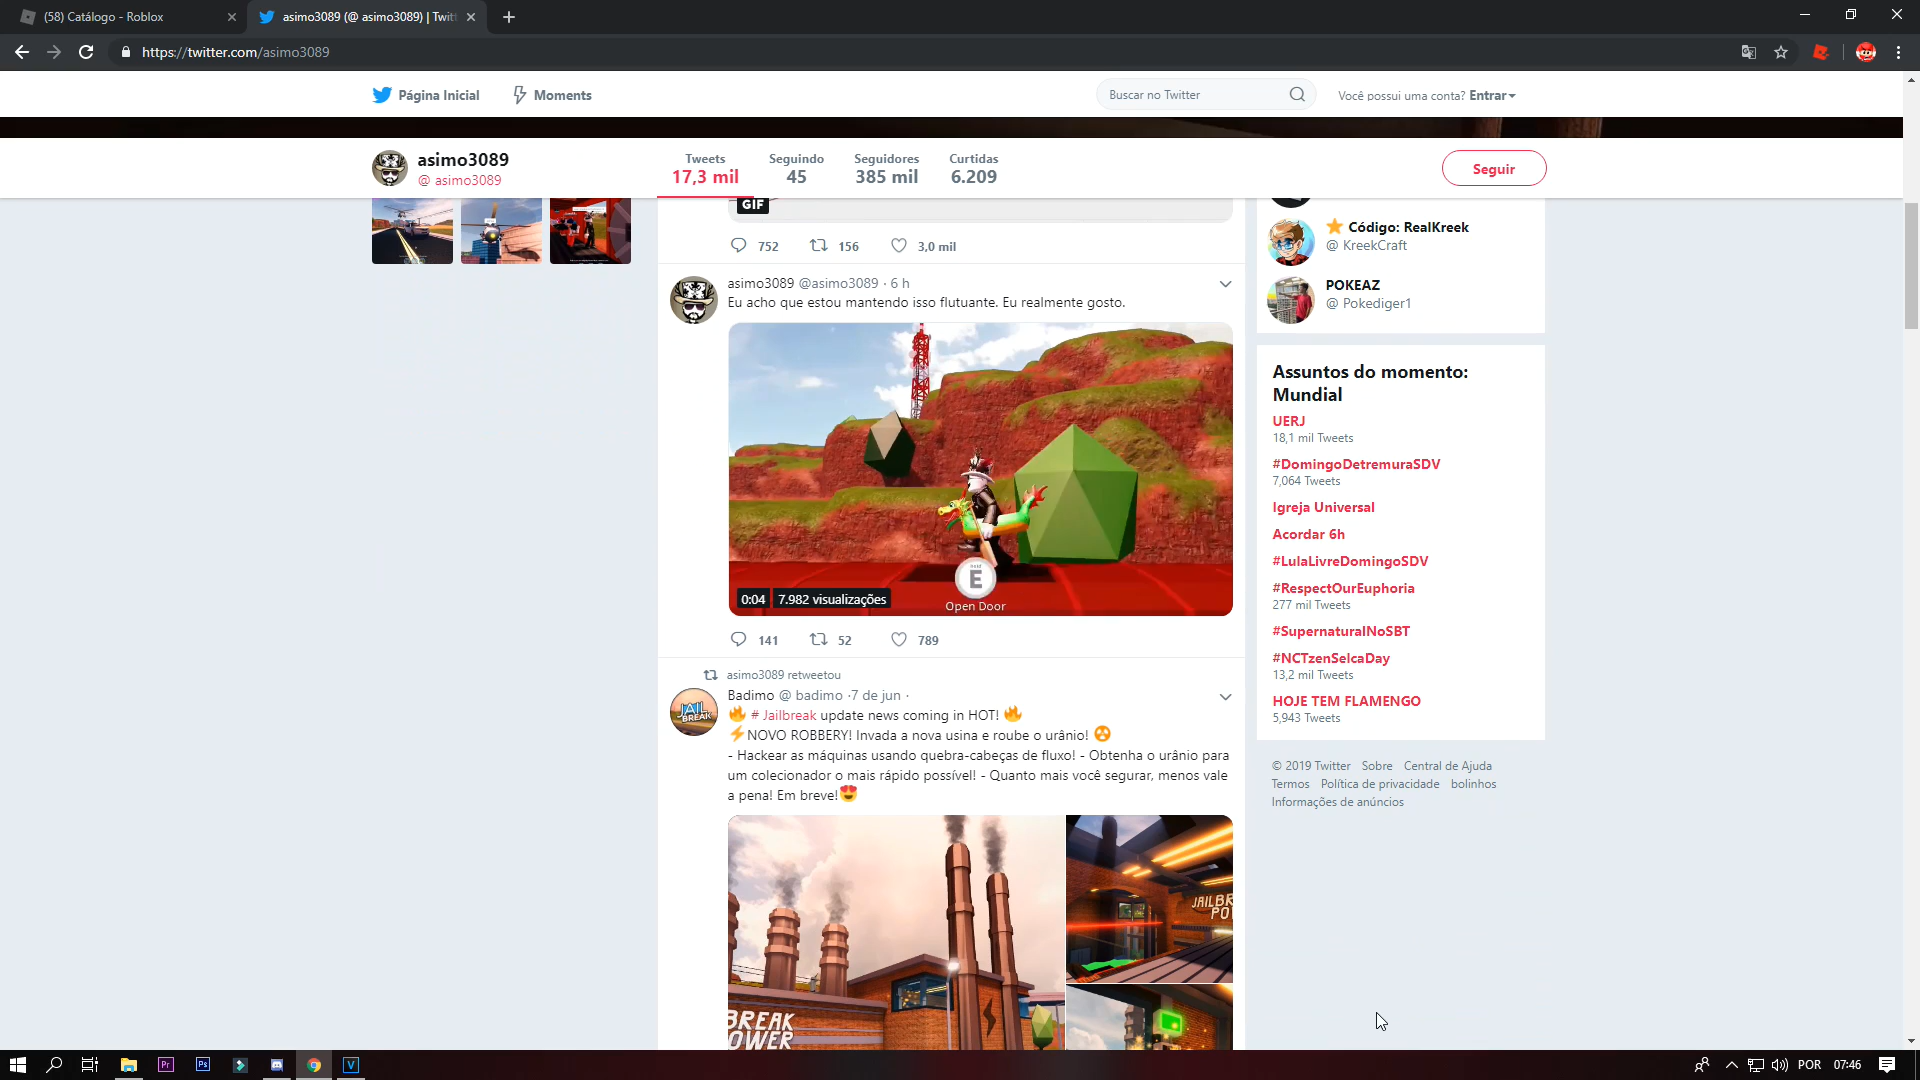 (58) Catálogo - Roblox
asimo3089 (@ asimo3089) | Twit
https://twitter.com/asimo3089
Página Inicial
Moments
Buscar no Twitter
Você possui uma conta? Entrar
asimo3089
@ asimo3089
Tweets
17,3 mil
Seguindo
45
Seguidores
385 mil
Curtidas
6.209
Seguir
GIF
752
156
3,0 mil
asimo3089 @asimo3089 · 6 h
Eu acho que estou mantendo isso flutuante. Eu realmente gosto.
E
Open Door
0:04
7.982 visualizações
141
52
789
asimo3089 retweetou
Badimo @ badimo ·7 de jun ·
JAIL
BREAK
# Jailbreak update news coming in HOT!
NOVO ROBBERY! Invada a nova usina e roube o urânio!
- Hackear as máquinas usando quebra-cabeças de fluxo! - Obtenha o urânio para
um colecionador o mais rápido possível! - Quanto mais você segurar, menos vale
a pena! Em breve!
BREAK
OWER
JAILBR
PO
Código: RealKreek
@ KreekCraft
POKEAZ
@ Pokediger1
Assuntos do momento:
Mundial
UERJ
18,1 mil Tweets
#DomingoDetremuraSDV
7,064 Tweets
Igreja Universal
Acordar 6h
#LulaLivreDomingoSDV
#RespectOurEuphoria
277 mil Tweets
#SupernaturalNoSBT
#NCTzenSelcaDay
13,2 mil Tweets
HOJE TEM FLAMENGO
5,943 Tweets
© 2019 Twitter Sobre Central de Ajuda
Termos Política de privacidade bolinhos
Informações de anúncios
Pr
Ps
V
POR
07:46